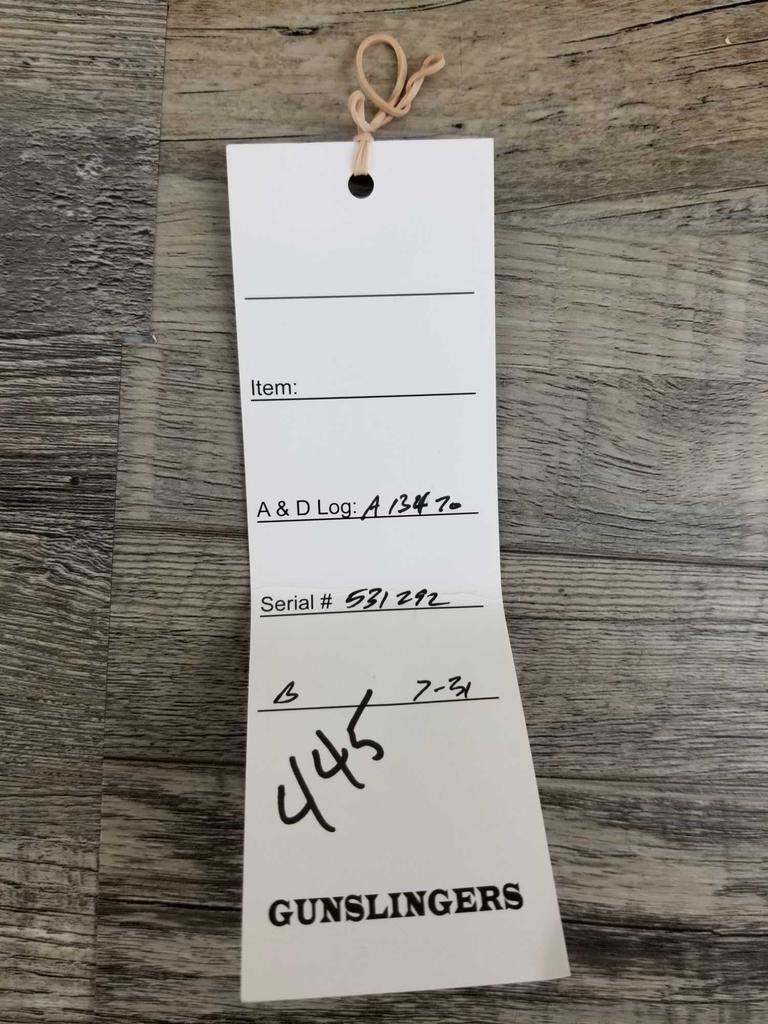 Item:
A & D Log: A 13470
Serial # 531292
B 7-31
445
GUNSLINGERS